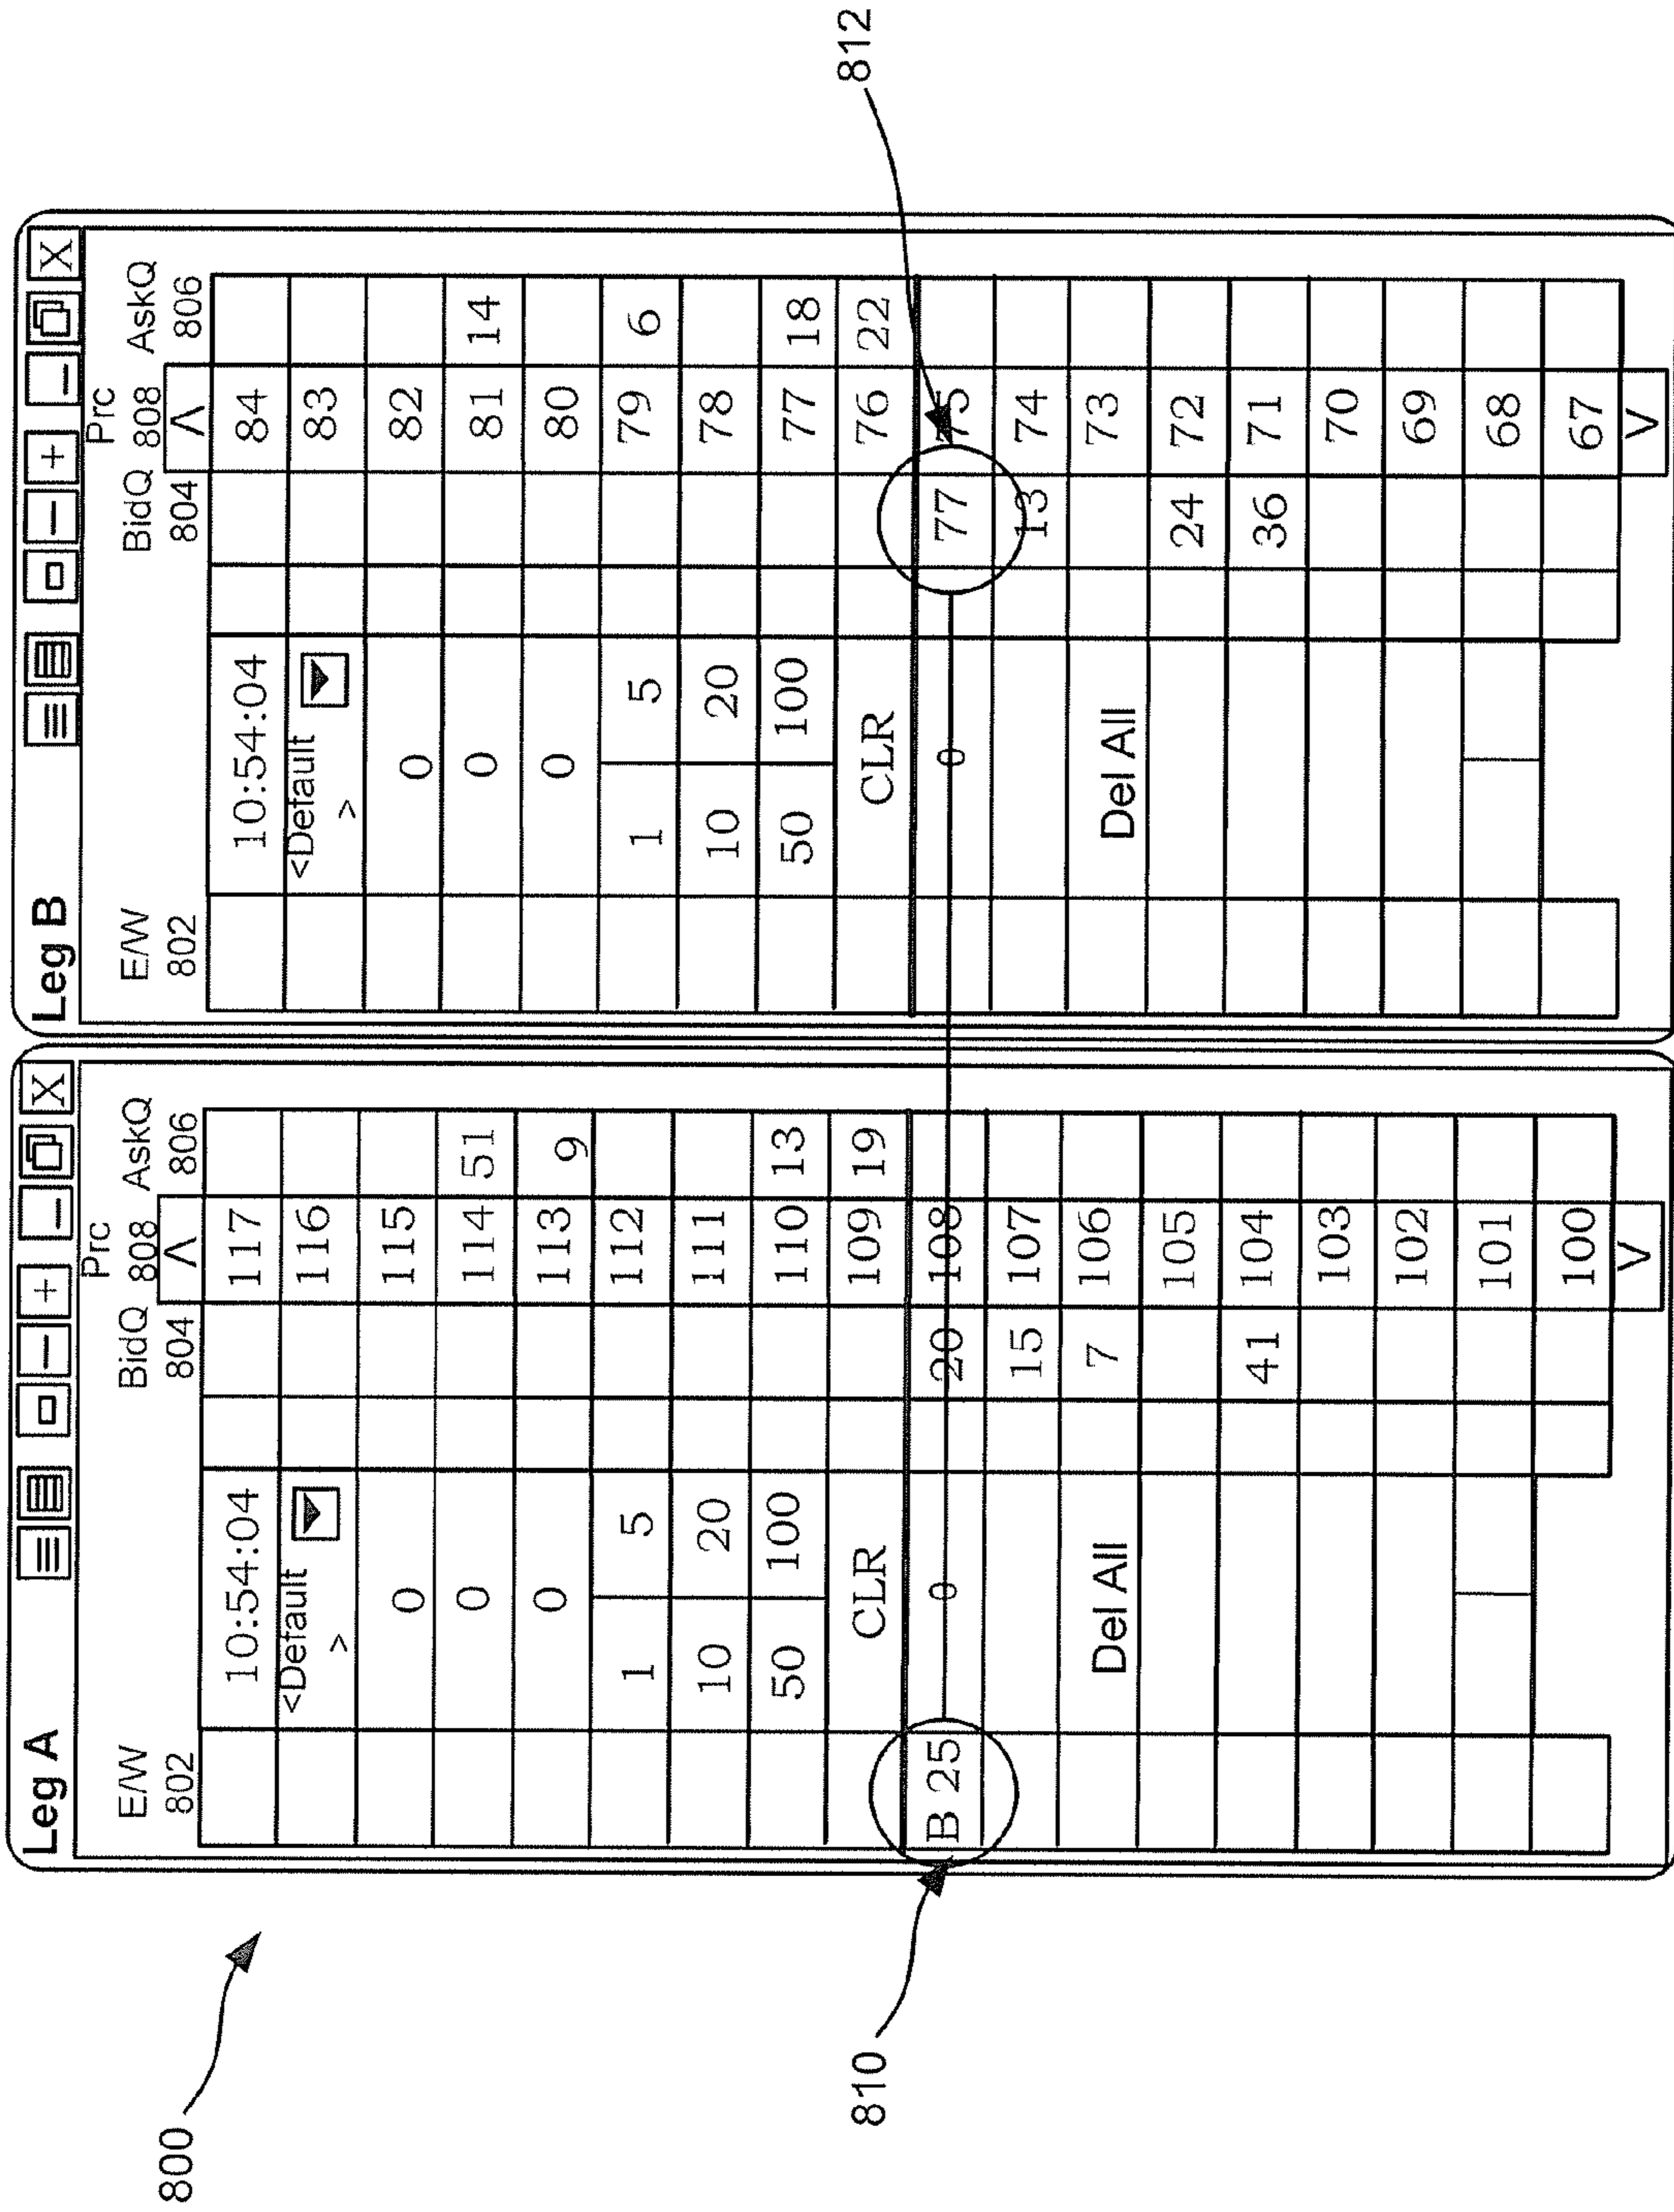 800
Leg A
X
Prc
E/W BidQ AskQ
802 804 808 806
10:54:04 117
<Default 116
>
0 115
0 114 51
0 113 9
1 5 112
10 20 111
50 100 110 13
CLR 109 19
B 25 0 20 108
15 107
Del All 7 106
105
41 104
103
102
101
100
810
Leg B
X
Prc
E/W BidQ AskQ
802 804 808 806
10:54:04 84
<Default 83
>
0 82
0 81 14
0 80
1 5 79 6
10 20 78
50 100 77 18
CLR 76 22
0 77 75
13 74
Del All 73
24 72
36 71
70
69
68
67
812